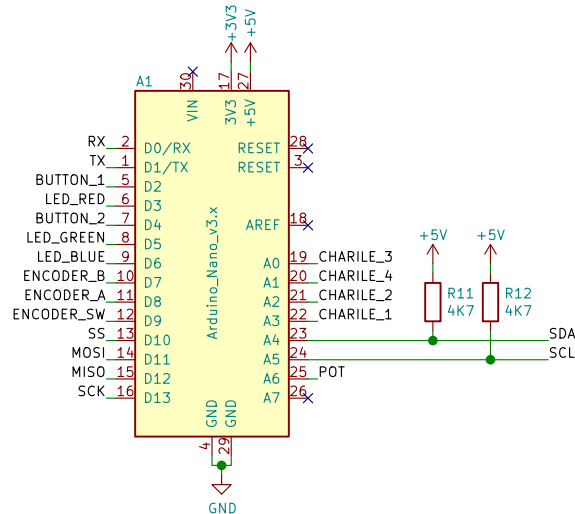 +3V3
+5V
A1
30
17
27
VIN
3V3
+5V
RX 2 D0/RX RESET 28
TX 1 D1/TX RESET 3
BUTTON_1 5 D2
LED_RED 6 D3
BUTTON_2 7 D4 AREF 18
LED_GREEN 8 D5
LED_BLUE 9 D6 A0 19 CHARILE_3
ENCODER_B 10 D7 A1 20 CHARILE_4
ENCODER_A 11 D8 A2 21 CHARILE_2
ENCODER_SW 12 D9 A3 22 CHARILE_1
SS 13 D10 A4 23 SDA
MOSI 14 D11 A5 24 SCL
MISO 15 D12 A6 25 POT
SCK 16 D13 A7 26
Arduino_Nano_v3.x
GND
GND
4
29
GND
+5V
+5V
R11
4K7
R12
4K7